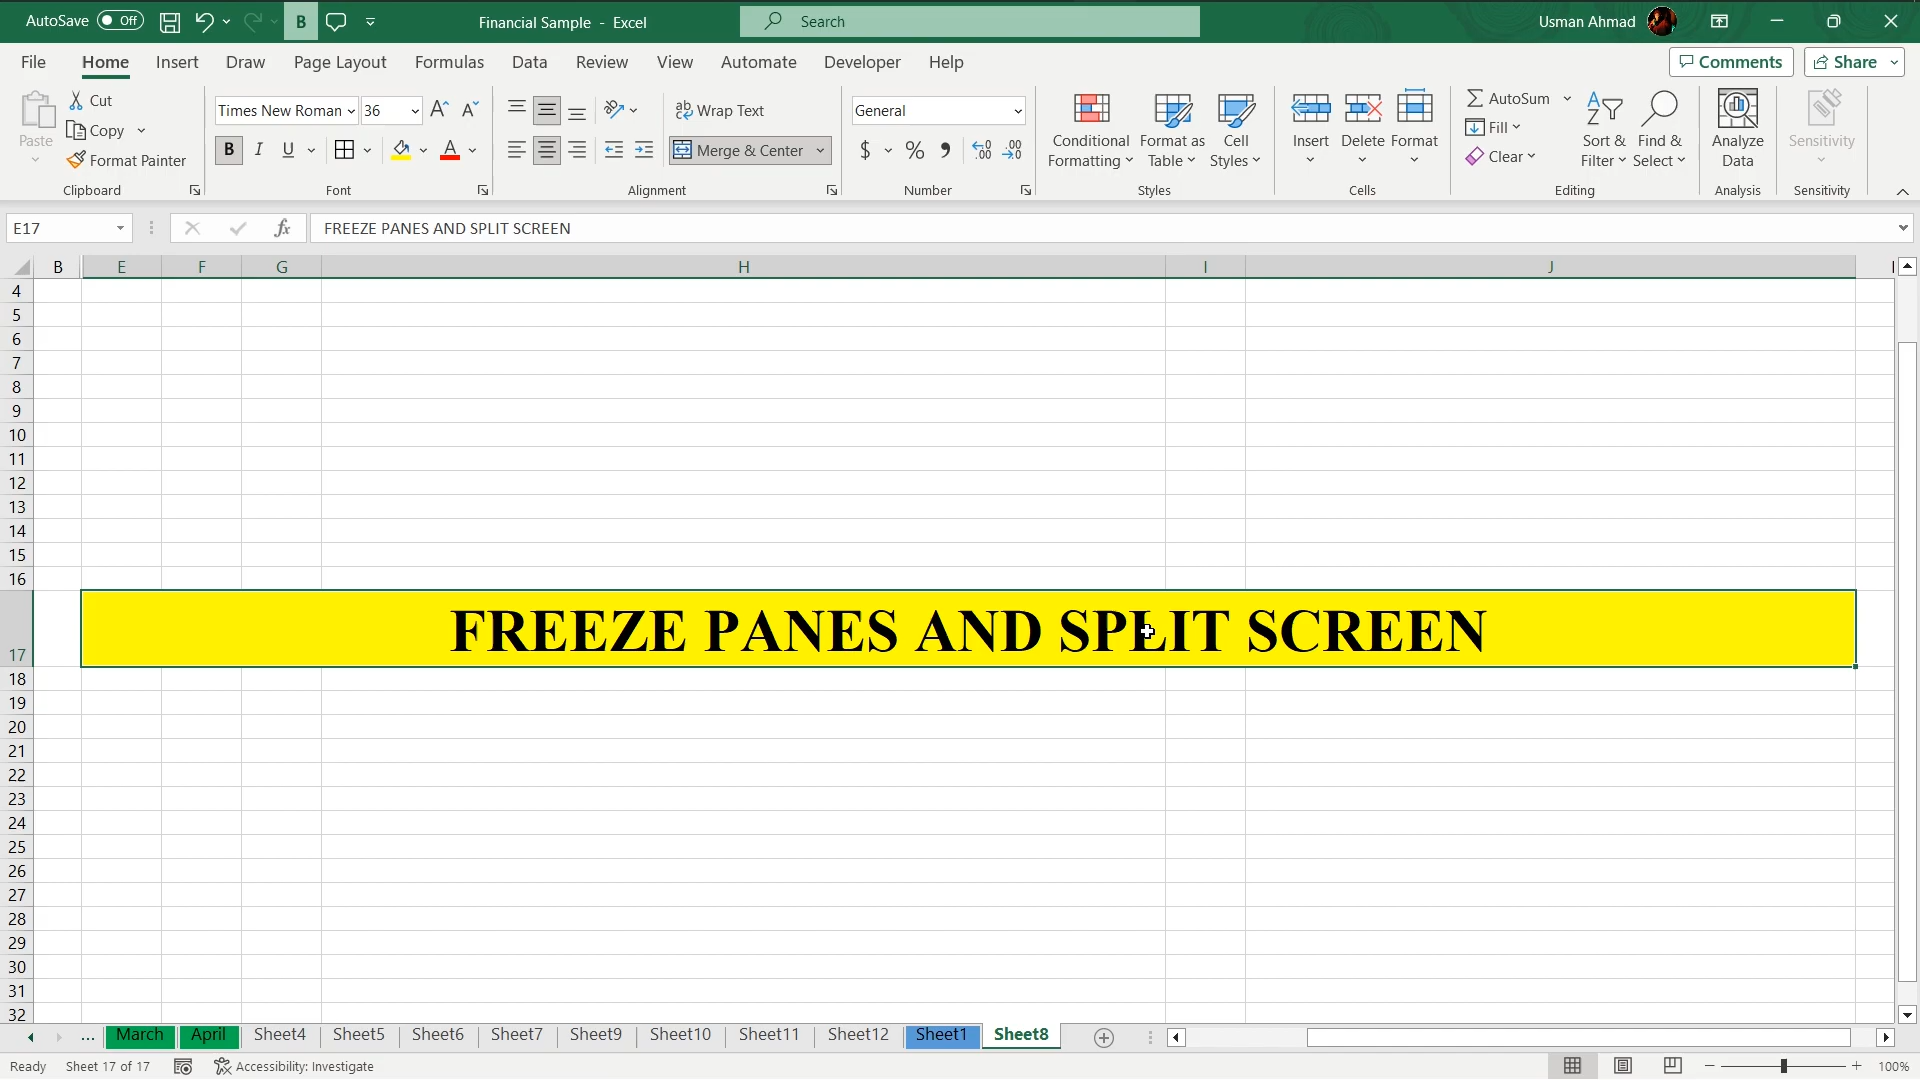 AutoSave Off B Financial Sample - Excel Search Usman Ahmad
File Home Insert Draw Page Layout Formulas Data Review View Automate Developer Help Comments Share
Paste Cut Copy Format Painter Clipboard
Times New Roman 36 A A B I U A Font
ab Wrap Text Merge & Center Alignment
General $ % Number
Conditional Formatting Format as Table Cell Styles Styles
Insert Delete Format Cells
AutoSum Fill Clear Sort & Filter Find & Select Editing
Analyze Data Analysis
Sensitivity Sensitivity
E17 fx FREEZE PANES AND SPLIT SCREEN
B E F G H I J
4
5
6
7
8
9
10
11
12
13
14
15
16
17 FREEZE PANES AND SPLIT SCREEN
18
19
20
21
22
23
24
25
26
27
28
29
30
31
32
... March April Sheet4 Sheet5 Sheet6 Sheet7 Sheet9 Sheet10 Sheet11 Sheet12 Sheet1 Sheet8
Ready Sheet 17 of 17 Accessibility: Investigate 100%